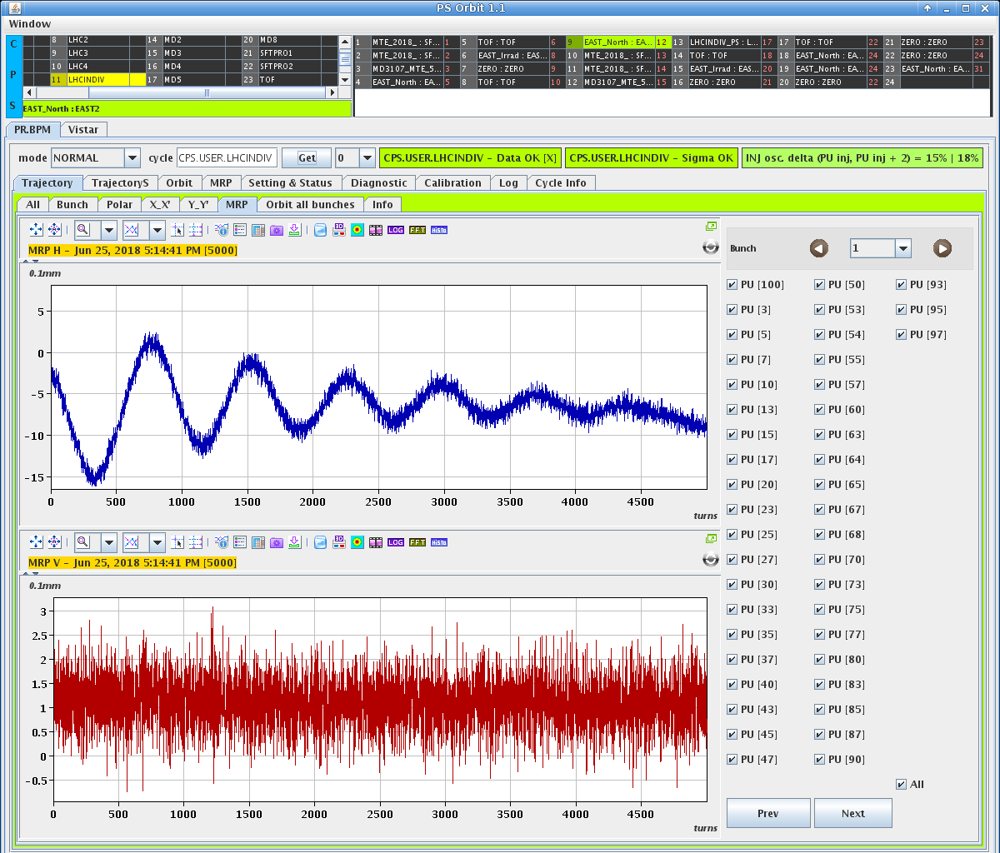 PS Orbit 1.1
Window
C
P
S
8 LHC2 14 MD2 20 MD8
9 LHC3 15 MD3 21 SFTPRO1
10 LHC4 16 MD4 22 SFTPRO2
11 LHCINDIV 17 MD5 23 TOF
EAST_North : EAST2
1 MTE_2018_ : SF... 1 5 TOF : TOF 6 9 EAST_North : EA... 12 13 LHCINDIV_PS : L... 17 17 TOF : TOF 22 21 ZERO : ZERO 23
2 MTE_2018_ : SF... 2 6 EAST_Irrad : EAS... 8 10 MTE_2018_ : SF... 13 14 TOF : TOF 18 18 EAST_North : EA... 22 22 ZERO : ZERO 24
3 MD3107_MTE_5... 3 7 ZERO : ZERO 9 11 MTE_2018_ : SF... 14 15 EAST_Irrad : EAS... 20 19 EAST_North : EA... 24 23 EAST_North : EA... 31
4 EAST_North : EA... 5 8 TOF : TOF 10 12 MD3107_MTE_5... 15 16 ZERO : ZERO 21 20 ZERO : ZERO 22 24
PR.BPM Vistar
mode NORMAL cycle CPS.USER.LHCINDIV Get 0 CPS.USER.LHCINDIV - Data OK [X] CPS.USER.LHCINDIV - Sigma OK INJ osc. delta (PU inj, PU inj + 2) = 15% | 18%
Trajectory TrajectoryS Orbit MRP Setting & Status Diagnostic Calibration Log Cycle Info
All Bunch Polar X_X' Y_Y' MRP Orbit all bunches Info
3D LOG FFT HISTO
MRP H - Jun 25, 2018 5:14:41 PM [5000]
0.1mm
5
0
-5
-10
-15
0 500 1000 1500 2000 2500 3000 3500 4000 4500
turns
3D LOG FFT HISTO
MRP V - Jun 25, 2018 5:14:41 PM [5000]
0.1mm
3
2.5
2
1.5
1
0.5
0
-0.5
0 500 1000 1500 2000 2500 3000 3500 4000 4500
turns
Bunch 1
PU [100] PU [50] PU [93]
PU [3] PU [53] PU [95]
PU [5] PU [54] PU [97]
PU [7] PU [55]
PU [10] PU [57]
PU [13] PU [60]
PU [15] PU [63]
PU [17] PU [64]
PU [20] PU [65]
PU [23] PU [67]
PU [25] PU [68]
PU [27] PU [70]
PU [30] PU [73]
PU [33] PU [75]
PU [35] PU [77]
PU [37] PU [80]
PU [40] PU [83]
PU [43] PU [85]
PU [45] PU [87]
PU [47] PU [90]
All
Prev Next